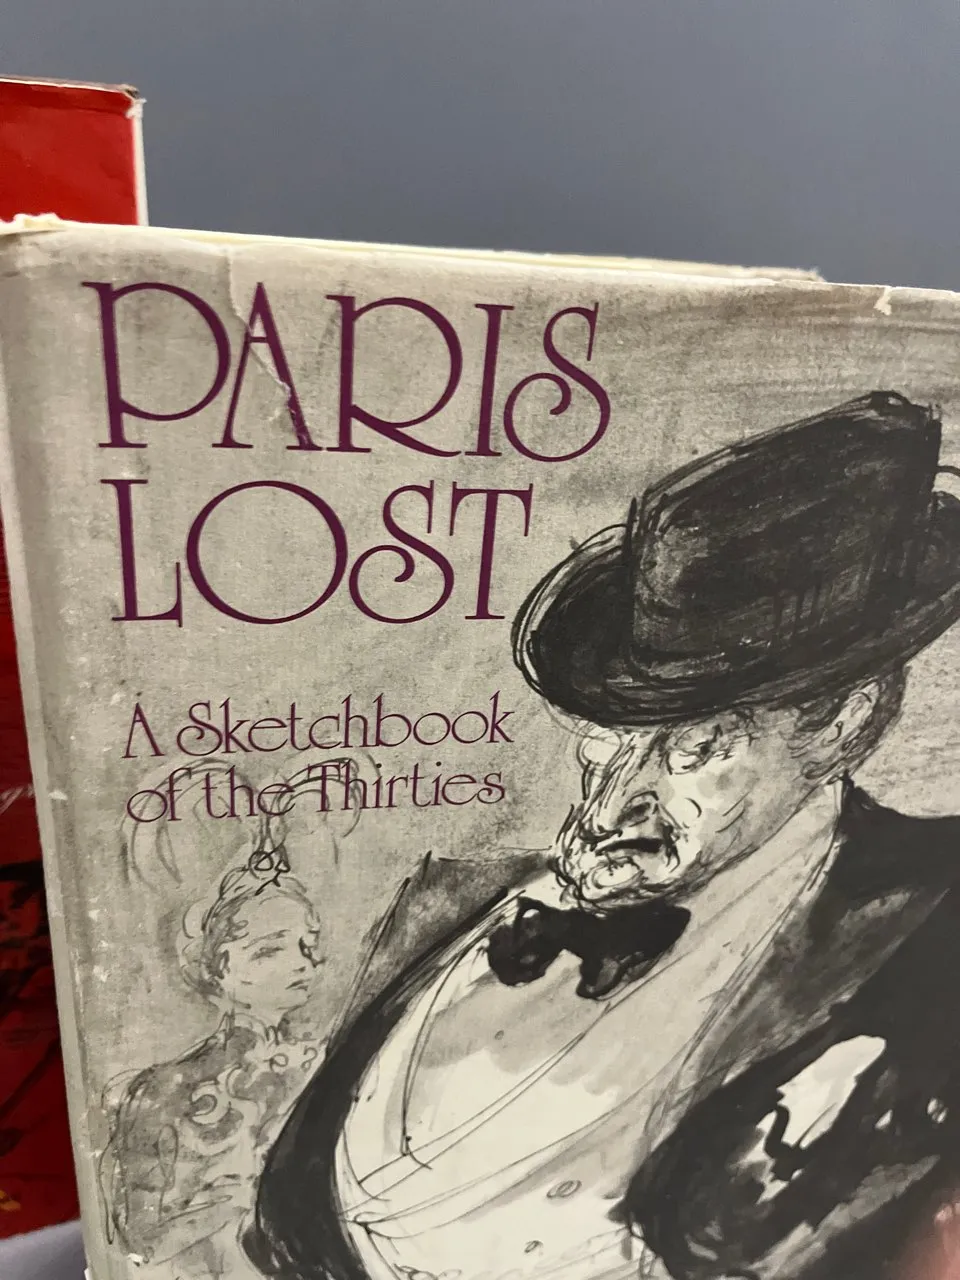 PARIS
LOST
A Sketchbook
of the Thirties